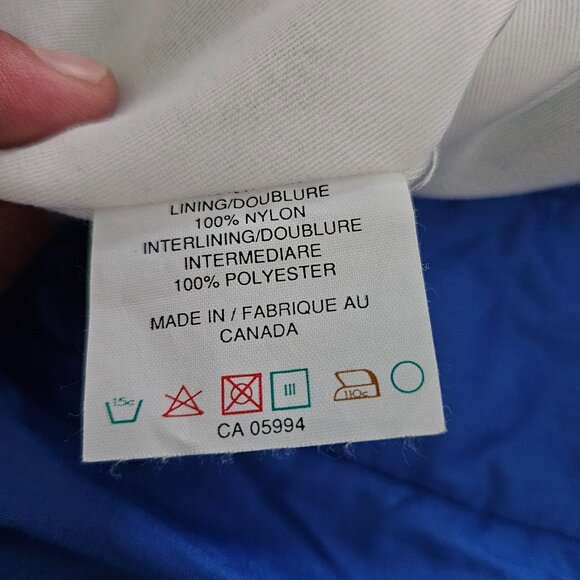 LINING/DOUBLURE
100% NYLON
INTERLINING/DOUBLURE
INTERMEDIARE
100% POLYESTER
MADE IN / FABRIQUE AU
CANADA
15c
110c
CA 05994